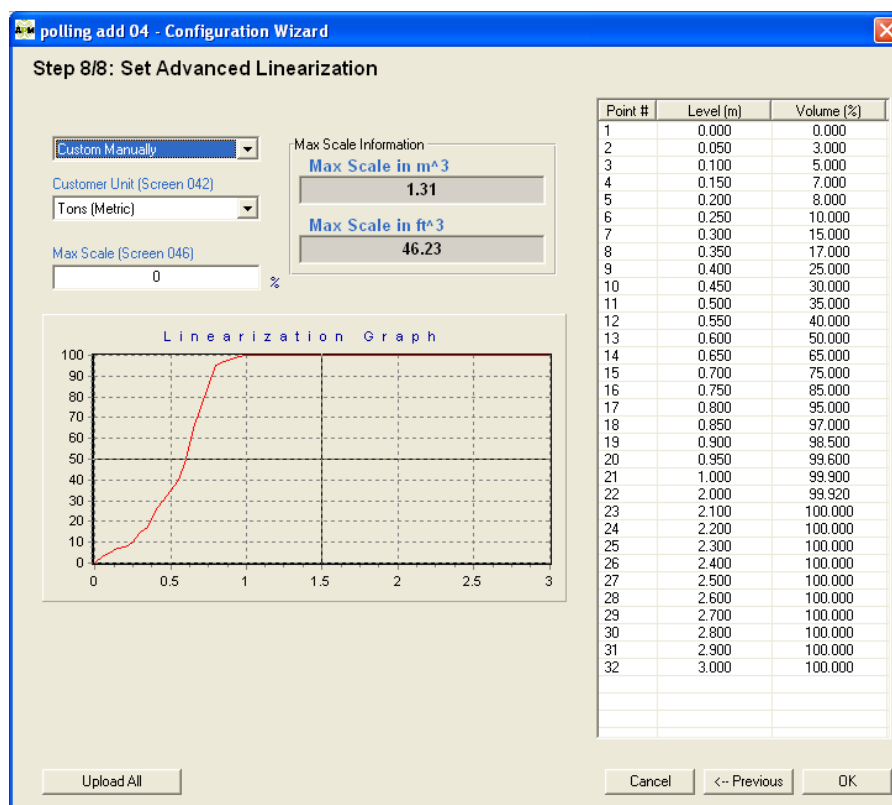 APM polling add 04 - Configuration Wizard
Step 8/8: Set Advanced Linearization
Custom Manually
Customer Unit (Screen 042)
Tons (Metric)
Max Scale (Screen 046)
0 %
Max Scale Information
Max Scale in m^3
1.31
Max Scale in ft^3
46.23
Linearization Graph
100
90
80
70
60
50
40
30
20
10
0
0 0.5 1 1.5 2 2.5 3
Point # Level (m) Volume (%)
1 0.000 0.000
2 0.050 3.000
3 0.100 5.000
4 0.150 7.000
5 0.200 8.000
6 0.250 10.000
7 0.300 15.000
8 0.350 17.000
9 0.400 25.000
10 0.450 30.000
11 0.500 35.000
12 0.550 40.000
13 0.600 50.000
14 0.650 65.000
15 0.700 75.000
16 0.750 85.000
17 0.800 95.000
18 0.850 97.000
19 0.900 98.500
20 0.950 99.600
21 1.000 99.900
22 2.000 99.920
23 2.100 100.000
24 2.200 100.000
25 2.300 100.000
26 2.400 100.000
27 2.500 100.000
28 2.600 100.000
29 2.700 100.000
30 2.800 100.000
31 2.900 100.000
32 3.000 100.000
Upload All
Cancel
<-- Previous
OK